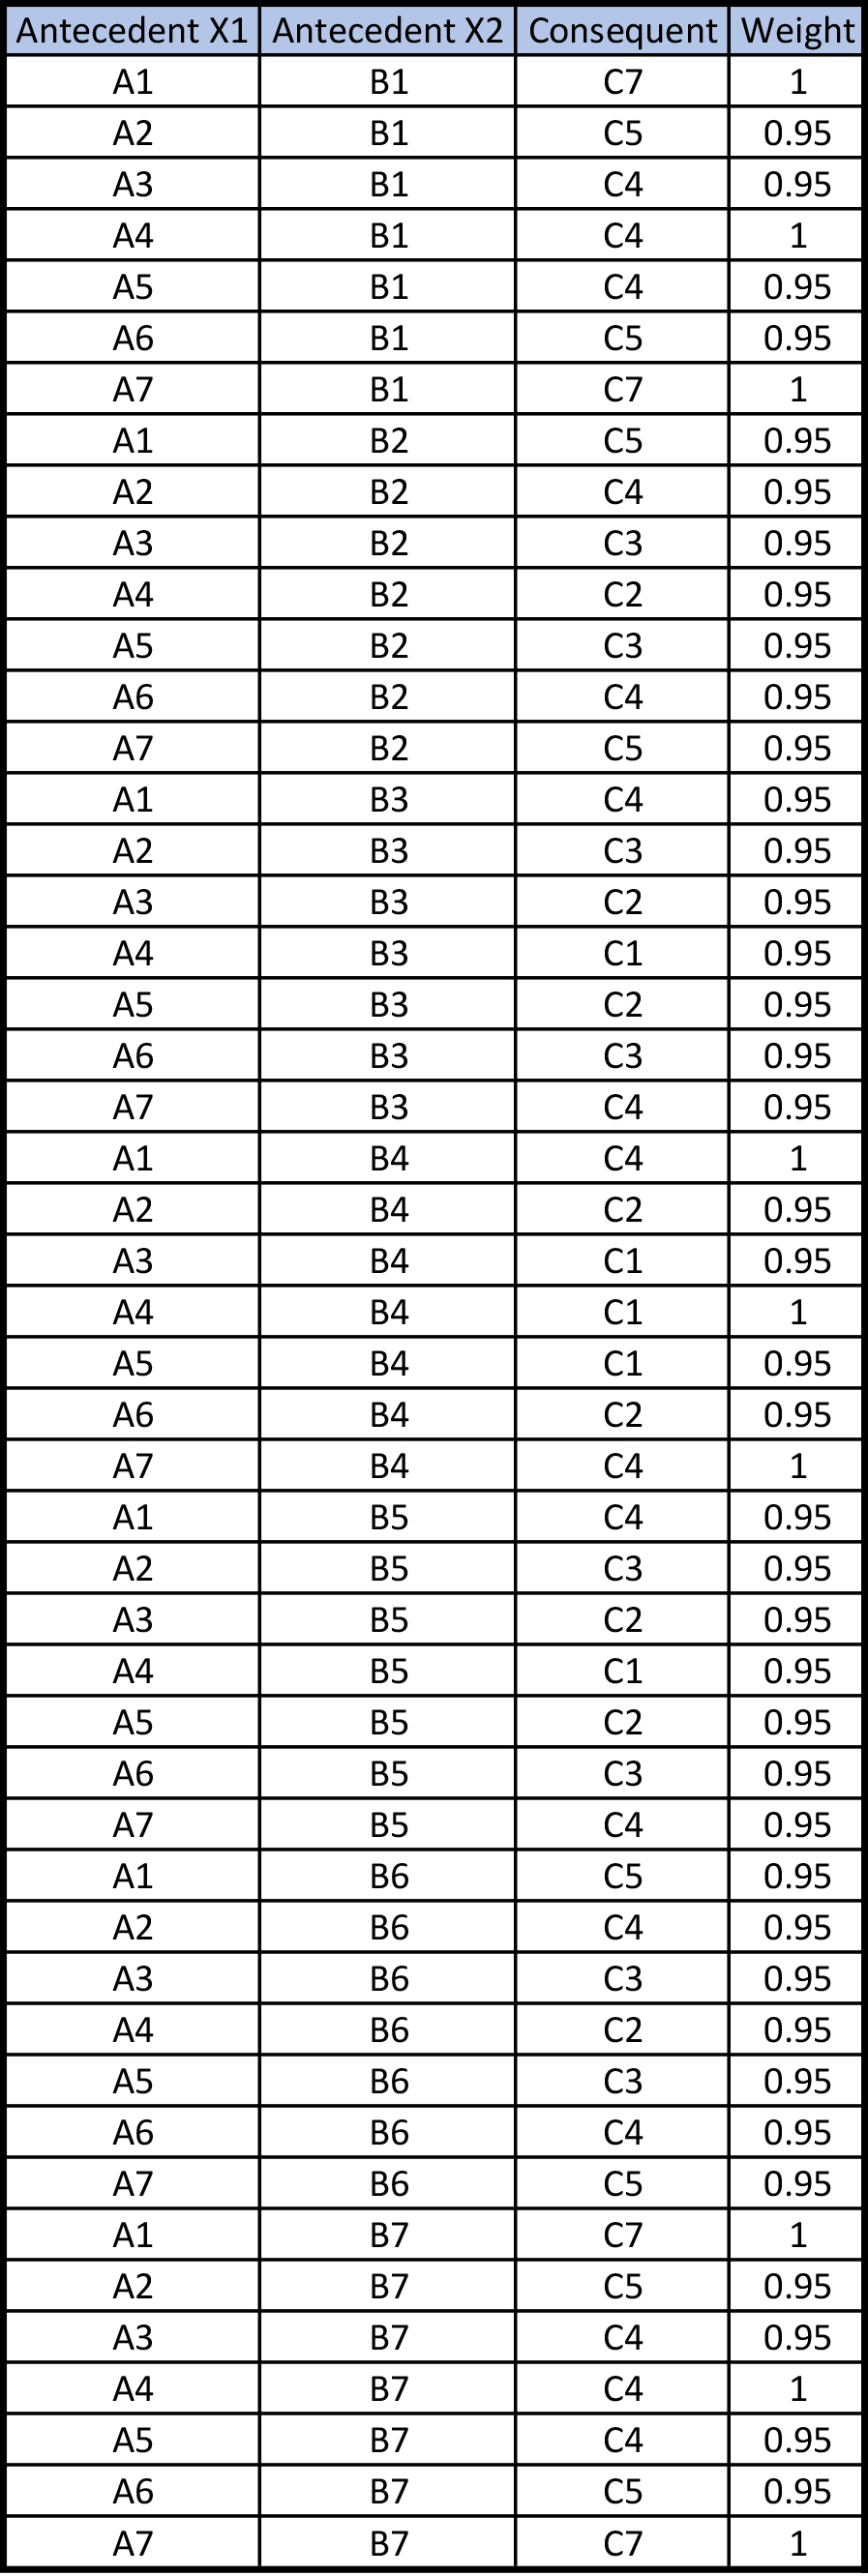 Antecedent X1 Antecedent X2 Consequent Weight
A1 B1 C7 1
A2 B1 C5 0.95
A3 B1 C4 0.95
A4 B1 C4 1
A5 B1 C4 0.95
A6 B1 C5 0.95
A7 B1 C7 1
A1 B2 C5 0.95
A2 B2 C4 0.95
A3 B2 C3 0.95
A4 B2 C2 0.95
A5 B2 C3 0.95
A6 B2 C4 0.95
A7 B2 C5 0.95
A1 B3 C4 0.95
A2 B3 C3 0.95
A3 B3 C2 0.95
A4 B3 C1 0.95
A5 B3 C2 0.95
A6 B3 C3 0.95
A7 B3 C4 0.95
A1 B4 C4 1
A2 B4 C2 0.95
A3 B4 C1 0.95
A4 B4 C1 1
A5 B4 C1 0.95
A6 B4 C2 0.95
A7 B4 C4 1
A1 B5 C4 0.95
A2 B5 C3 0.95
A3 B5 C2 0.95
A4 B5 C1 0.95
A5 B5 C2 0.95
A6 B5 C3 0.95
A7 B5 C4 0.95
A1 B6 C5 0.95
A2 B6 C4 0.95
A3 B6 C3 0.95
A4 B6 C2 0.95
A5 B6 C3 0.95
A6 B6 C4 0.95
A7 B6 C5 0.95
A1 B7 C7 1
A2 B7 C5 0.95
A3 B7 C4 0.95
A4 B7 C4 1
A5 B7 C4 0.95
A6 B7 C5 0.95
A7 B7 C7 1